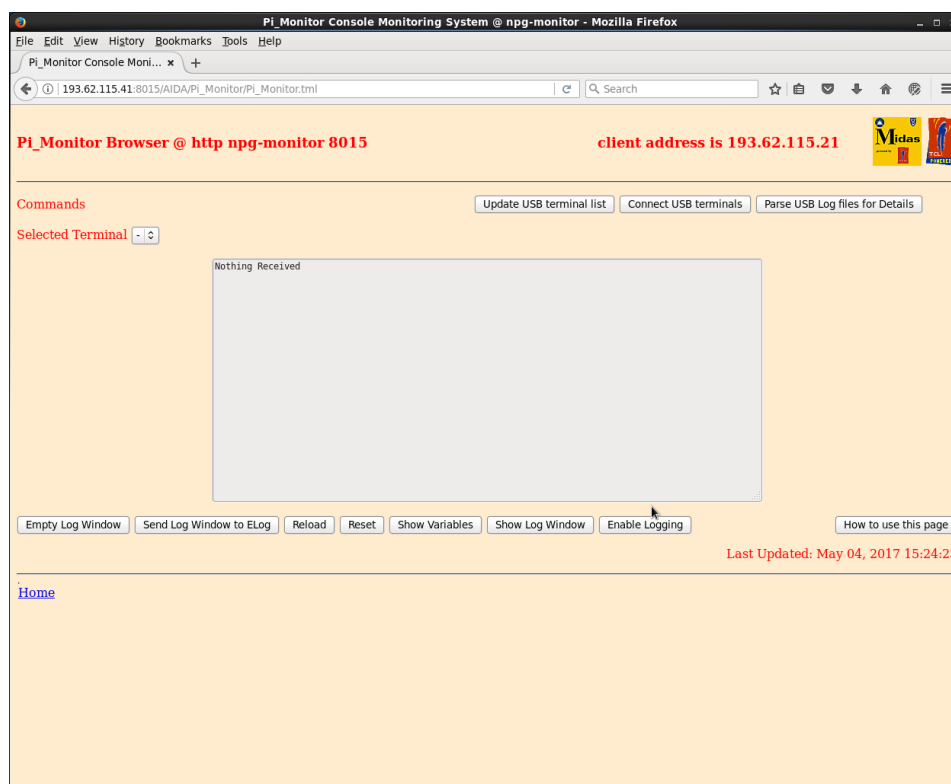 Pi_Monitor Console Monitoring System @ npg-monitor - Mozilla Firefox
File Edit View History Bookmarks Tools Help
Pi_Monitor Console Moni... × +
193.62.115.41:8015/AIDA/Pi_Monitor/Pi_Monitor.tml Search
Pi_Monitor Browser @ http npg-monitor 8015 client address is 193.62.115.21
Midas
TCL
POWERED
Commands Update USB terminal list Connect USB terminals Parse USB Log files for Details
Selected Terminal -
Nothing Received
Empty Log Window Send Log Window to ELog Reload Reset Show Variables Show Log Window Enable Logging How to use this page
Last Updated: May 04, 2017 15:24:2
Home